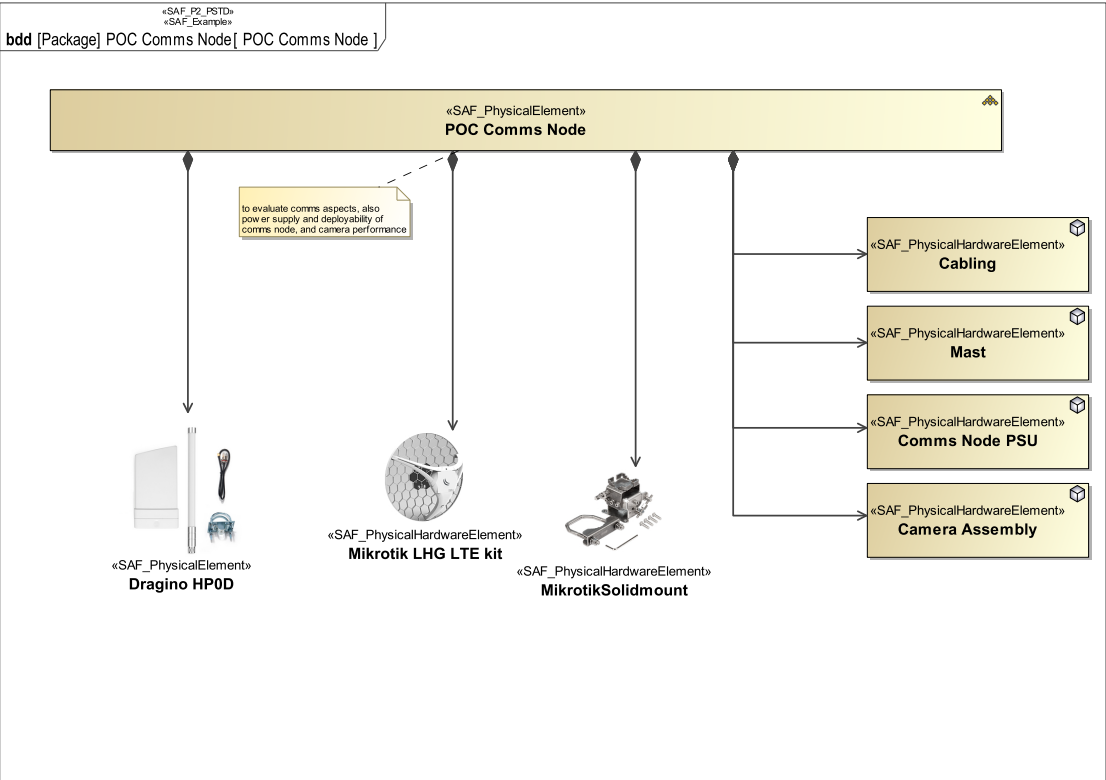 «SAF_P2_PSTD»
«SAF_Example»
bdd [Package] POC Comms Node[ POC Comms Node ]
«SAF_PhysicalElement»
POC Comms Node
to evaluate comms aspects, also
power supply and deployability of
comms node, and camera performance
«SAF_PhysicalHardwareElement»
Cabling
«SAF_PhysicalHardwareElement»
Mast
«SAF_PhysicalHardwareElement»
Comms Node PSU
«SAF_PhysicalHardwareElement»
Camera Assembly
«SAF_PhysicalElement»
Dragino HP0D
«SAF_PhysicalHardwareElement»
Mikrotik LHG LTE kit
«SAF_PhysicalHardwareElement»
MikrotikSolidmount